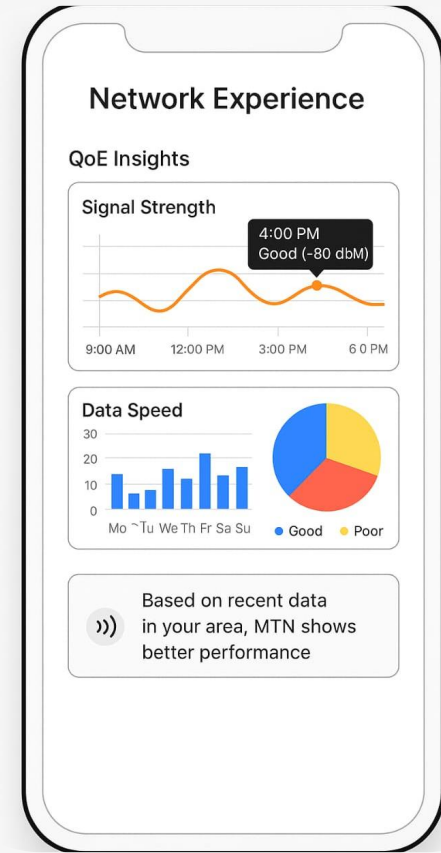 Network Experience
QoE Insights
Signal Strength
4:00 PM
Good (-80 dbM)
9:00 AM 12:00 PM 3:00 PM 6 0 PM
Data Speed
30
20
10
0
Mo ~Tu We Th Fr Sa Su
Good Poor
Based on recent data
in your area, MTN shows
better performance